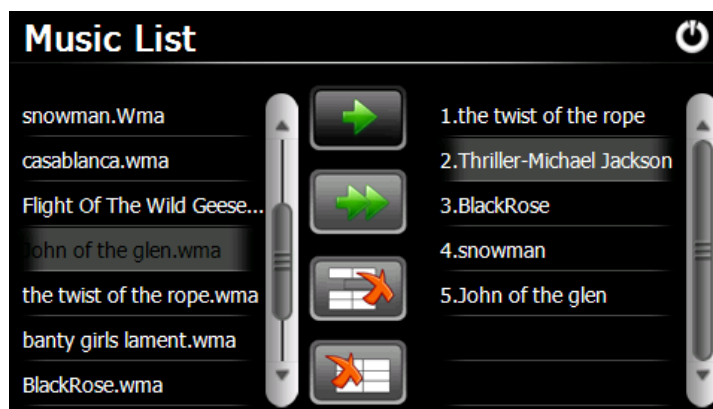 Music List
snowman.Wma
casablanca.wma
Flight Of The Wild Geese...
John of the glen.wma
the twist of the rope.wma
banty girls lament.wma
BlackRose.wma
1.the twist of the rope
2.Thriller-Michael Jackson
3.BlackRose
4.snowman
5.John of the glen